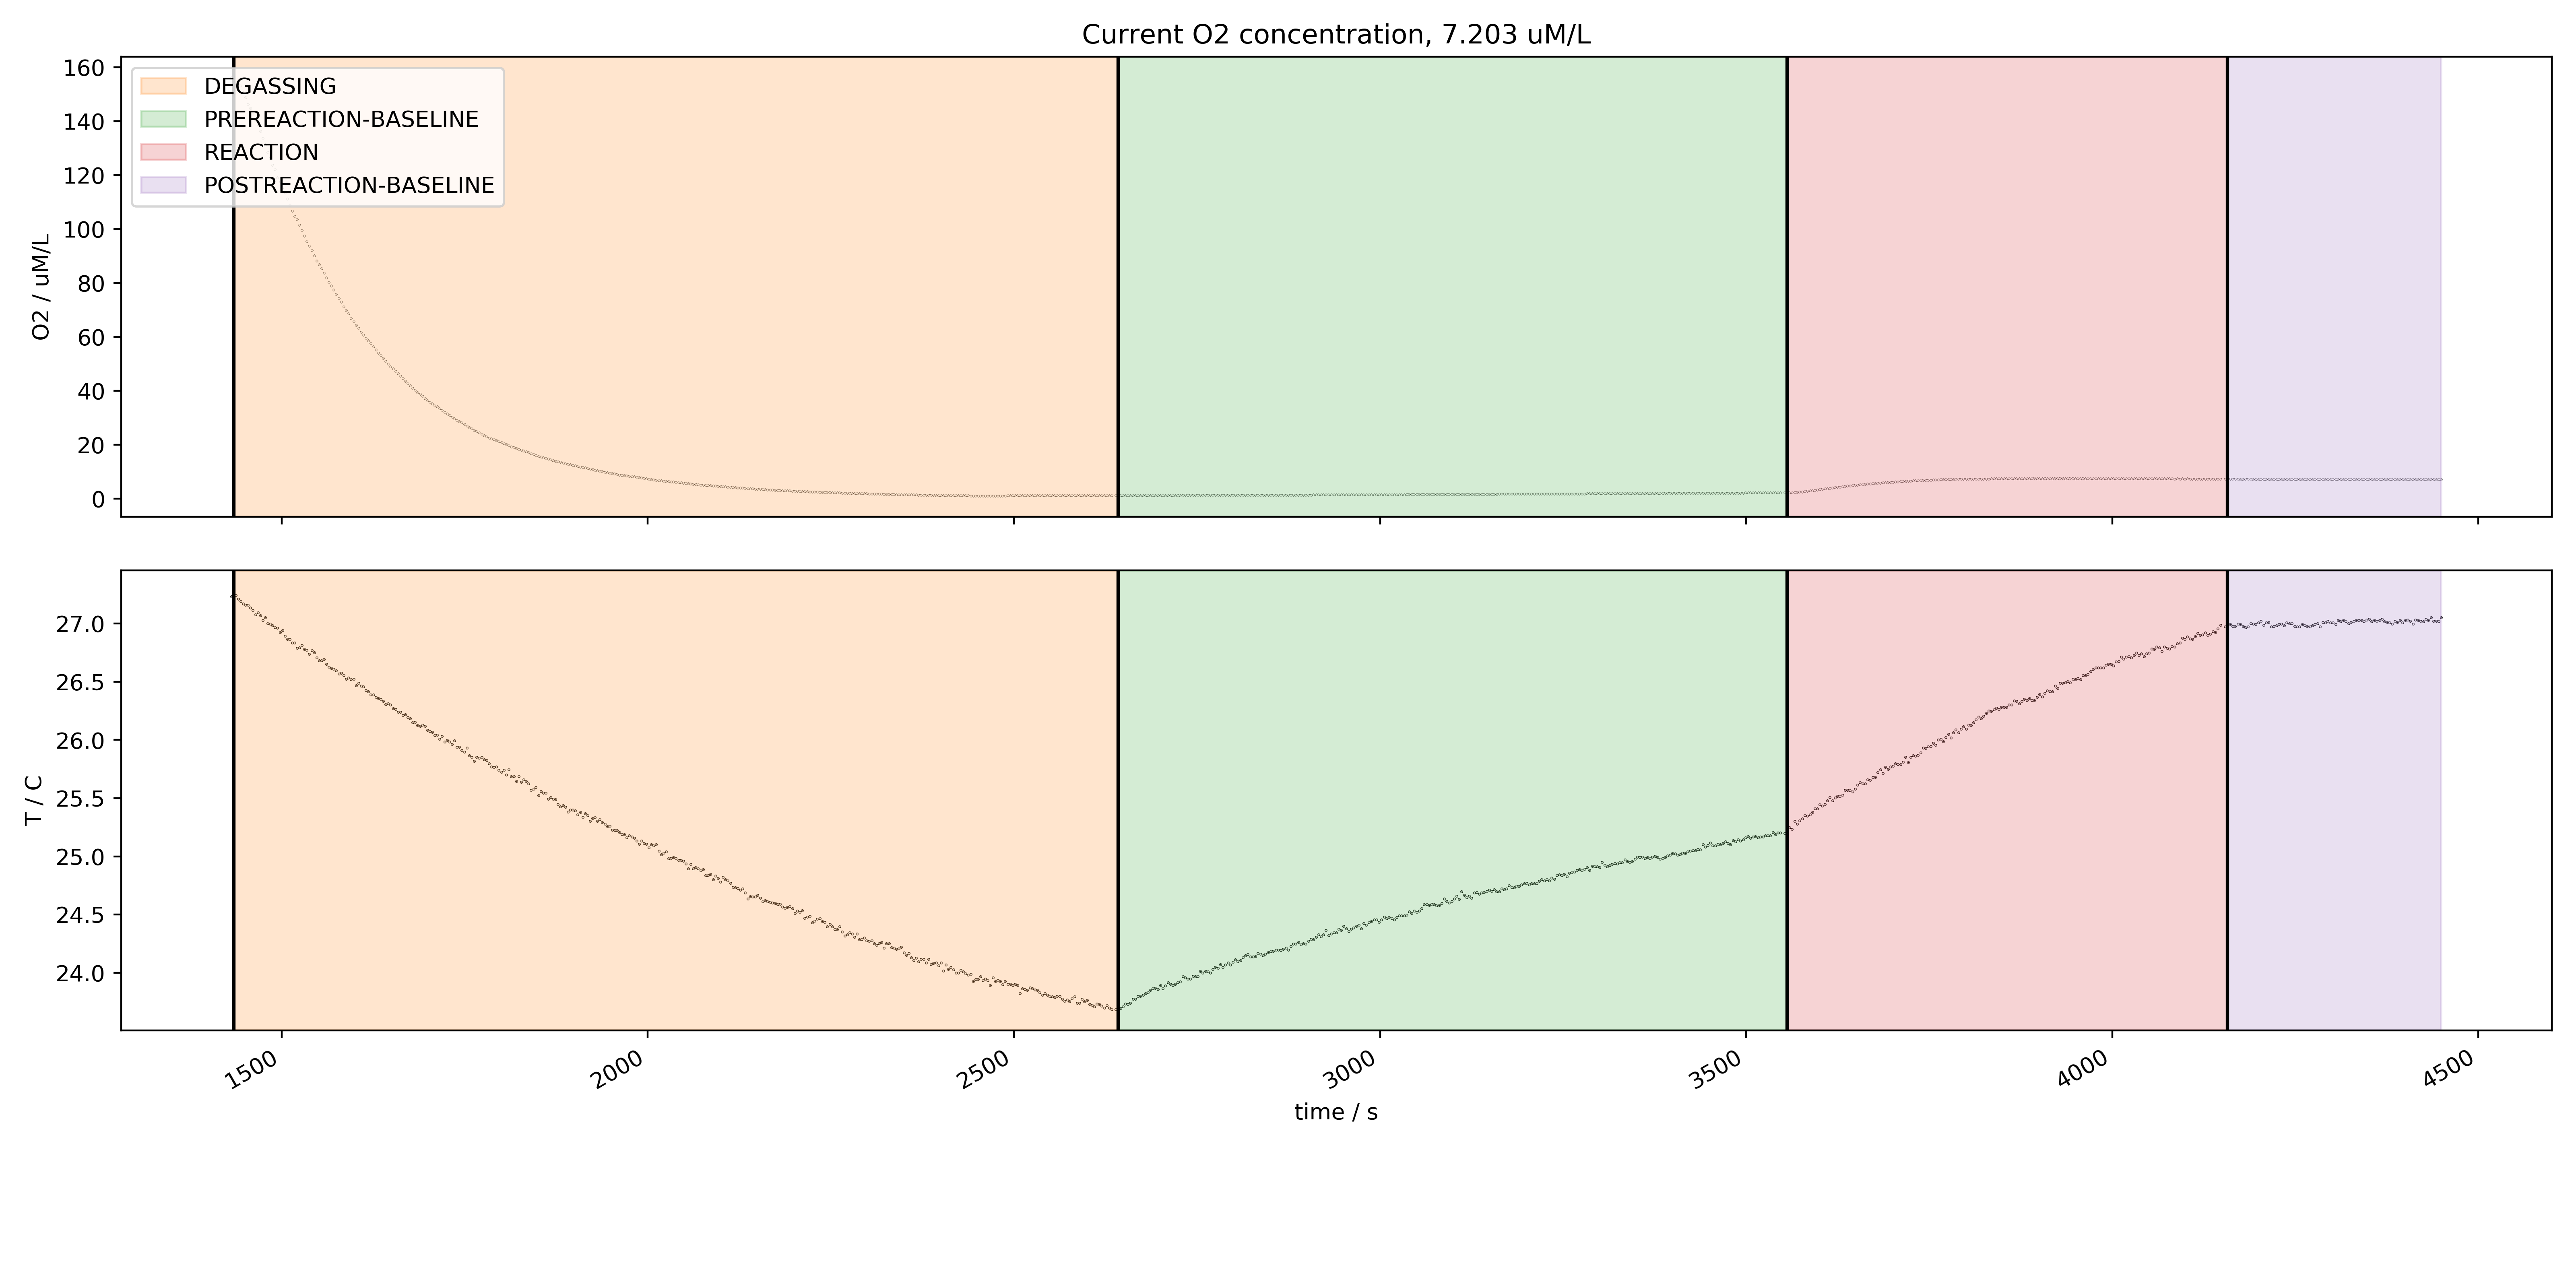 Current O2 concentration, 7.203 uM/L
160
140
120
100
80
60
40
20
0
O2 / uM/L
DEGASSING
PREREACTION-BASELINE
REACTION
POSTREACTION-BASELINE
27.0
26.5
26.0
25.5
25.0
24.5
24.0
T / C
1500
2000
2500
3000
3500
4000
4500
time / s